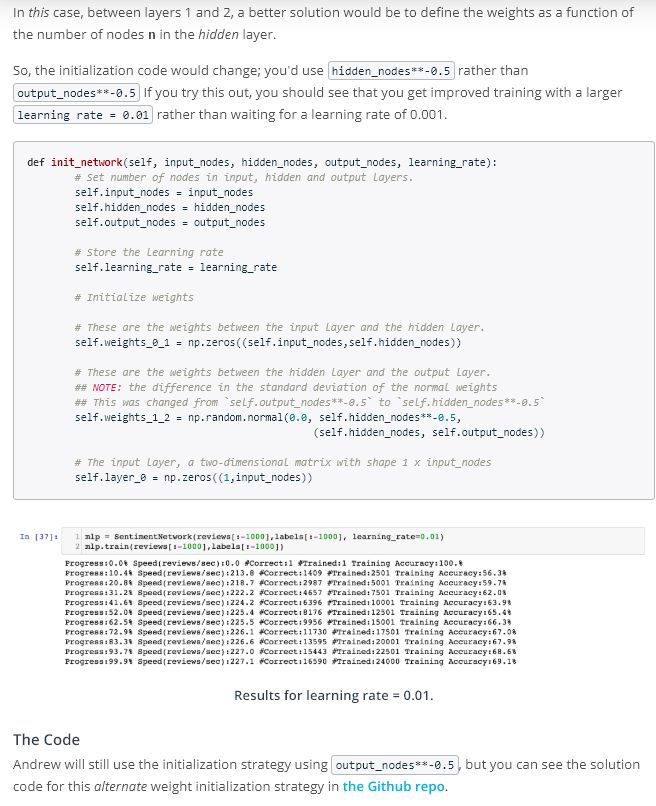 In this case, between layers 1 and 2, a better solution would be to define the weights as a function of
the number of nodes n in the hidden layer.
So, the initialization code would change; you'd use hidden_nodes**-0.5 rather than
output_nodes**-0.5 If you try this out, you should see that you get improved training with a larger
learning rate = 0.01 rather than waiting for a learning rate of 0.001.
def init_network(self, input_nodes, hidden_nodes, output_nodes, learning_rate):
# Set number of nodes in input, hidden and output layers.
self.input_nodes = input_nodes
self.hidden_nodes = hidden_nodes
self.output_nodes = output_nodes
# Store the learning rate
self.learning_rate = learning_rate
# Initialize weights
# These are the weights between the input layer and the hidden layer.
self.weights_0_1 = np.zeros((self.input_nodes,self.hidden_nodes))
# These are the weights between the hidden layer and the output layer.
## NOTE: the difference in the standard deviation of the normal weights
## This was changed from `self.output_nodes**-0.5` to `self.hidden_nodes**-0.5`
self.weights_1_2 = np.random.normal(0.0, self.hidden_nodes**-0.5,
(self.hidden_nodes, self.output_nodes))
# The input layer, a two-dimensional matrix with shape 1 x input_nodes
self.layer_0 = np.zeros((1,input_nodes))
In [37]: 1 mlp = SentimentNetwork(reviews[:-1000],labels[:-1000], learning_rate=0.01)
2 mlp.train(reviews[:-1000],labels[:-1000])
Progress:0.0% Speed(reviews/sec):0.0 #Correct:1 #Trained:1 Training Accuracy:100.%
Progress:10.4% Speed(reviews/sec):213.8 #Correct:1409 #Trained:2501 Training Accuracy:56.3%
Progress:20.8% Speed(reviews/sec):218.7 #Correct:2987 #Trained:5001 Training Accuracy:59.7%
Progress:31.2% Speed(reviews/sec):222.2 #Correct:4657 #Trained:7501 Training Accuracy:62.0%
Progress:41.6% Speed(reviews/sec):224.2 #Correct:6396 #Trained:10001 Training Accuracy:63.9%
Progress:52.0% Speed(reviews/sec):225.4 #Correct:8176 #Trained:12501 Training Accuracy:65.4%
Progress:62.5% Speed(reviews/sec):225.5 #Correct:9956 #Trained:15001 Training Accuracy:66.3%
Progress:72.9% Speed(reviews/sec):226.1 #Correct:11730 #Trained:17501 Training Accuracy:67.0%
Progress:83.3% Speed(reviews/sec):226.6 #Correct:13595 #Trained:20001 Training Accuracy:67.9%
Progress:93.7% Speed(reviews/sec):227.0 #Correct:15443 #Trained:22501 Training Accuracy:68.6%
Progress:99.9% Speed(reviews/sec):227.1 #Correct:16590 #Trained:24000 Training Accuracy:69.1%
Results for learning rate = 0.01.
The Code
Andrew will still use the initialization strategy using output_nodes**-0.5, but you can see the solution
code for this alternate weight initialization strategy in the Github repo.